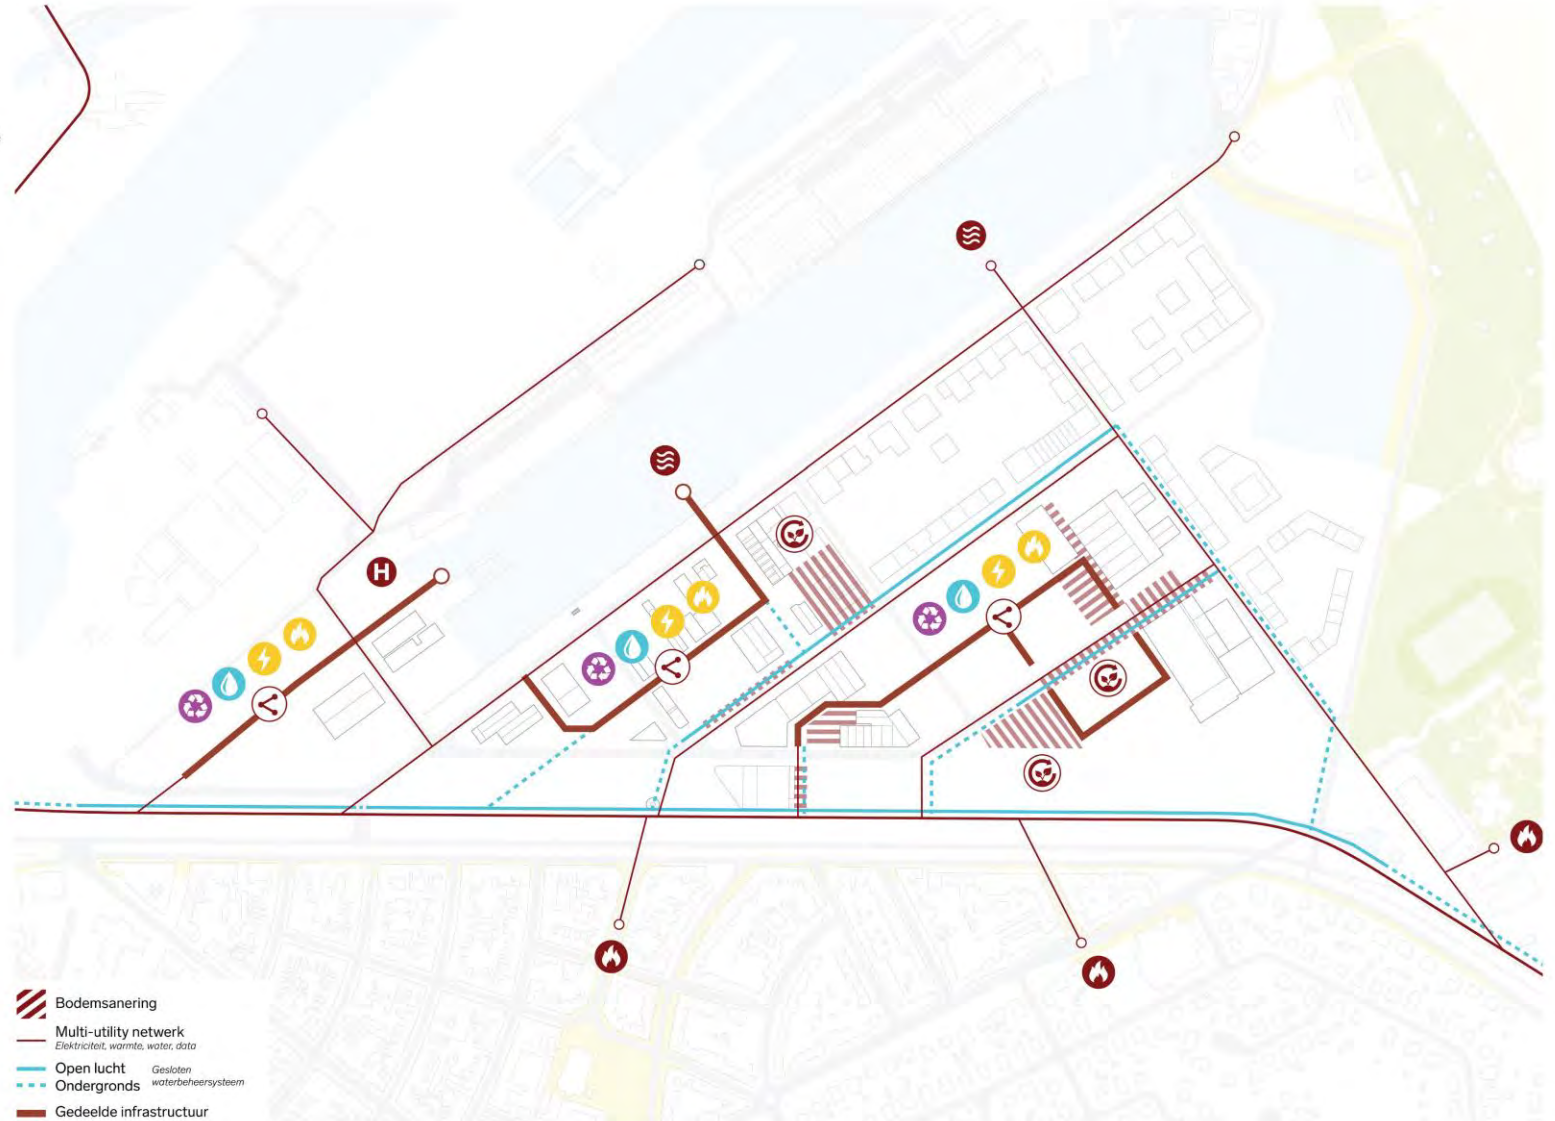 H
Bodemsanering
Multi-utility netwerk
Elektriciteit, warmte, water, data
Open lucht
Gesloten
Ondergronds
waterbeheersysteem
Gedeelde infrastructuur